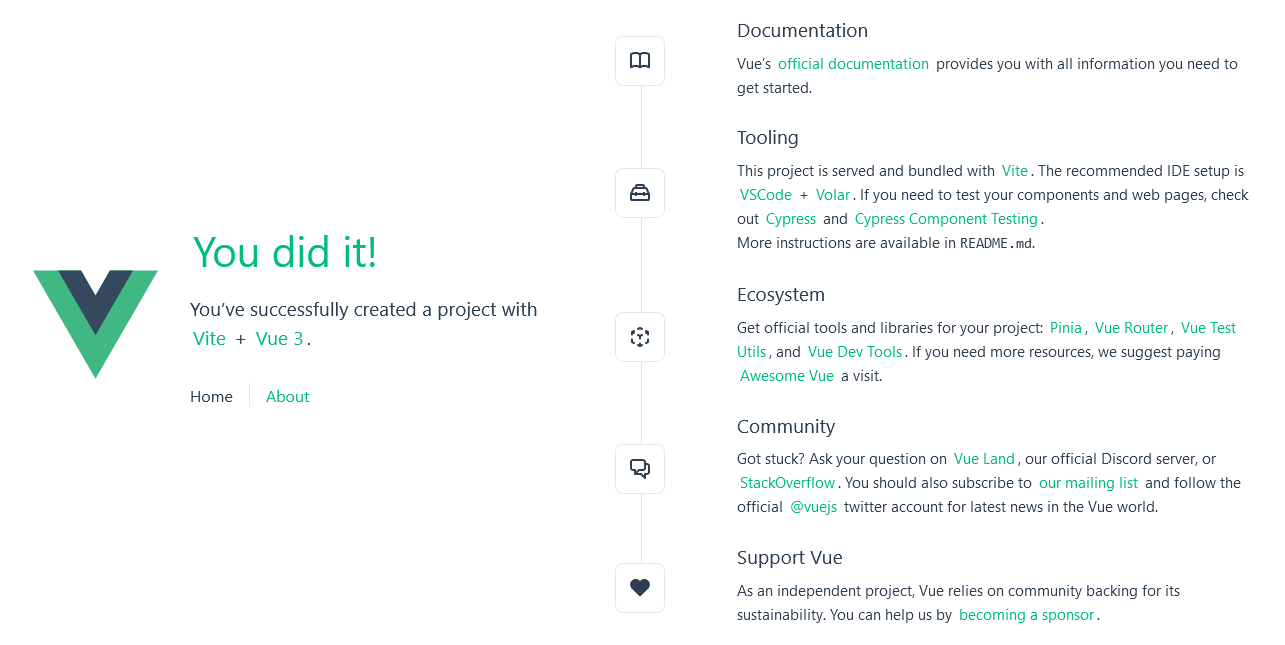 You did it!
You’ve successfully created a project with
Vite + Vue 3.
Home
About
Documentation
Vue’s official documentation provides you with all information you need to
get started.
Tooling
This project is served and bundled with Vite. The recommended IDE setup is
VSCode + Volar. If you need to test your components and web pages, check
out Cypress and Cypress Component Testing.
More instructions are available in README.md.
Ecosystem
Get official tools and libraries for your project: Pinia, Vue Router, Vue Test
Utils, and Vue Dev Tools. If you need more resources, we suggest paying
Awesome Vue a visit.
Community
Got stuck? Ask your question on Vue Land, our official Discord server, or
StackOverflow. You should also subscribe to our mailing list and follow the
official @vuejs twitter account for latest news in the Vue world.
Support Vue
As an independent project, Vue relies on community backing for its
sustainability. You can help us by becoming a sponsor.